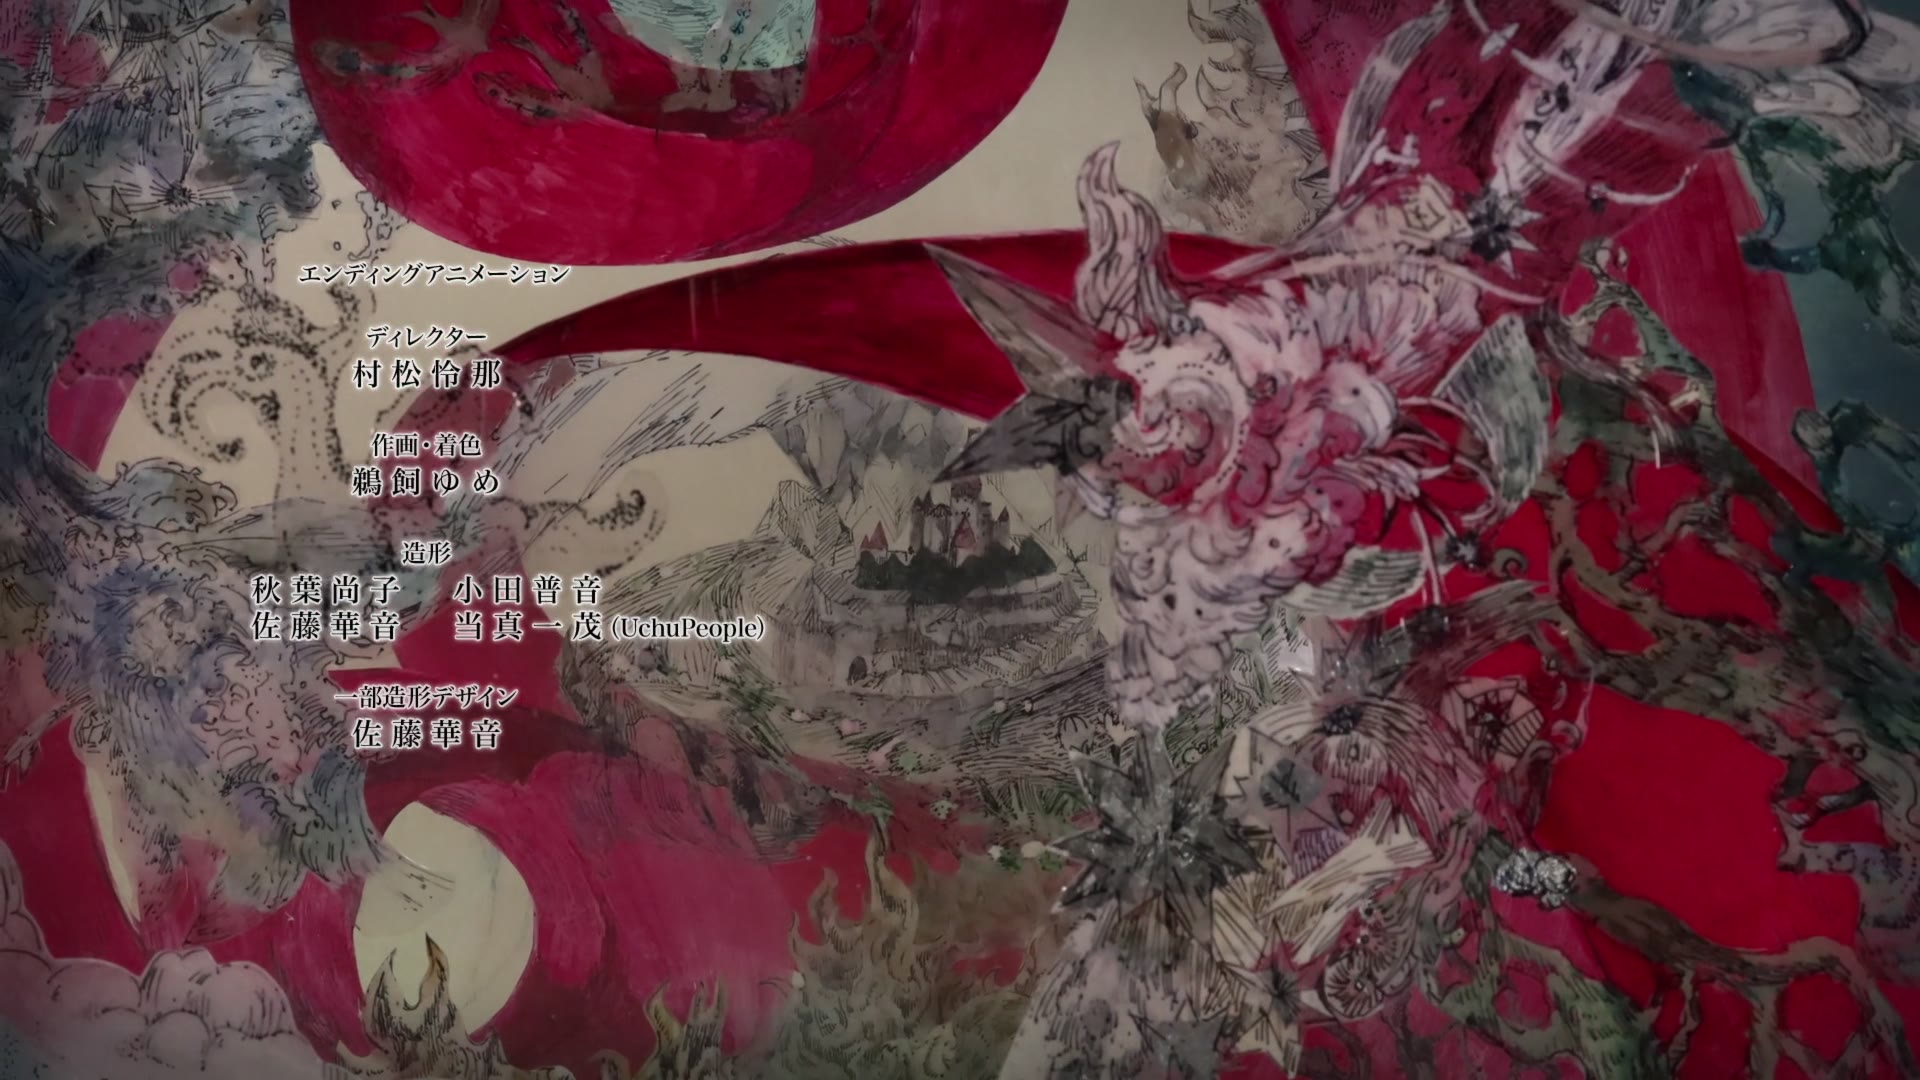 エンディングアニメーション
ディレクター
村松怜那
作画・着色
鵜飼ゆめ
造形
秋葉尚子　小田普音
佐藤華音　当真一茂(UchuPeople)
一部造形デザイン
佐藤華音